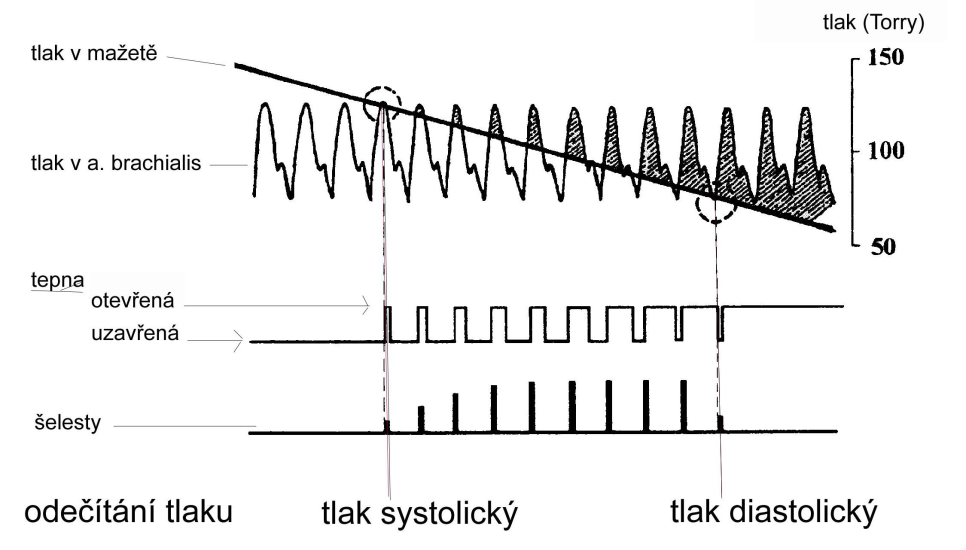 tlak (Torry)
tlak v mažetě
150
tlak v a. brachialis
100
50
tepna
otevřená
uzavřená
šelesty
odečítání tlaku
tlak systolický
tlak diastolický